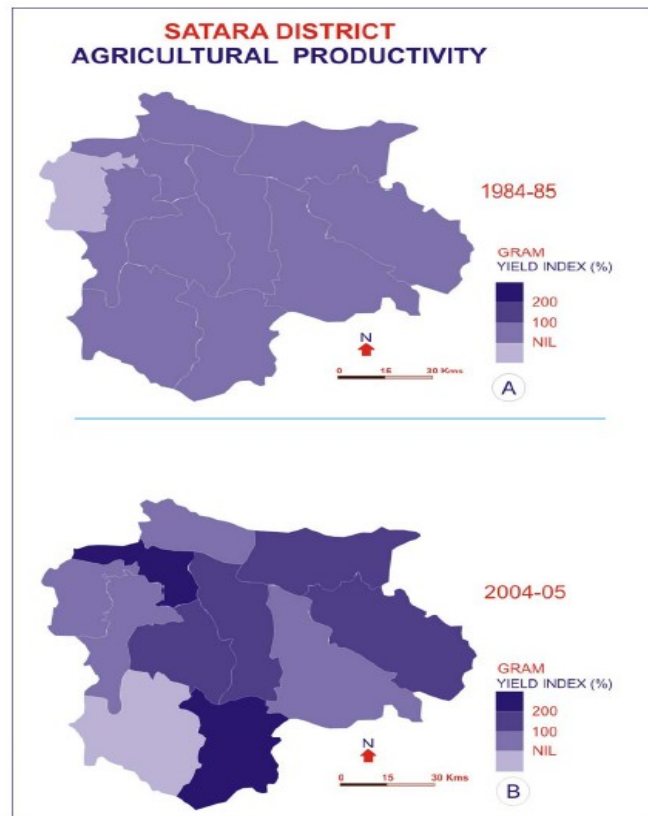 SATARA DISTRICT
AGRICULTURAL PRODUCTIVITY
1984-85
GRAM
YIELD INDEX (%)
200
100
NIL
N
0 15 30 Kms
A
2004-05
GRAM
YIELD INDEX (%)
200
100
NIL
N
0 15 30 Kms
B